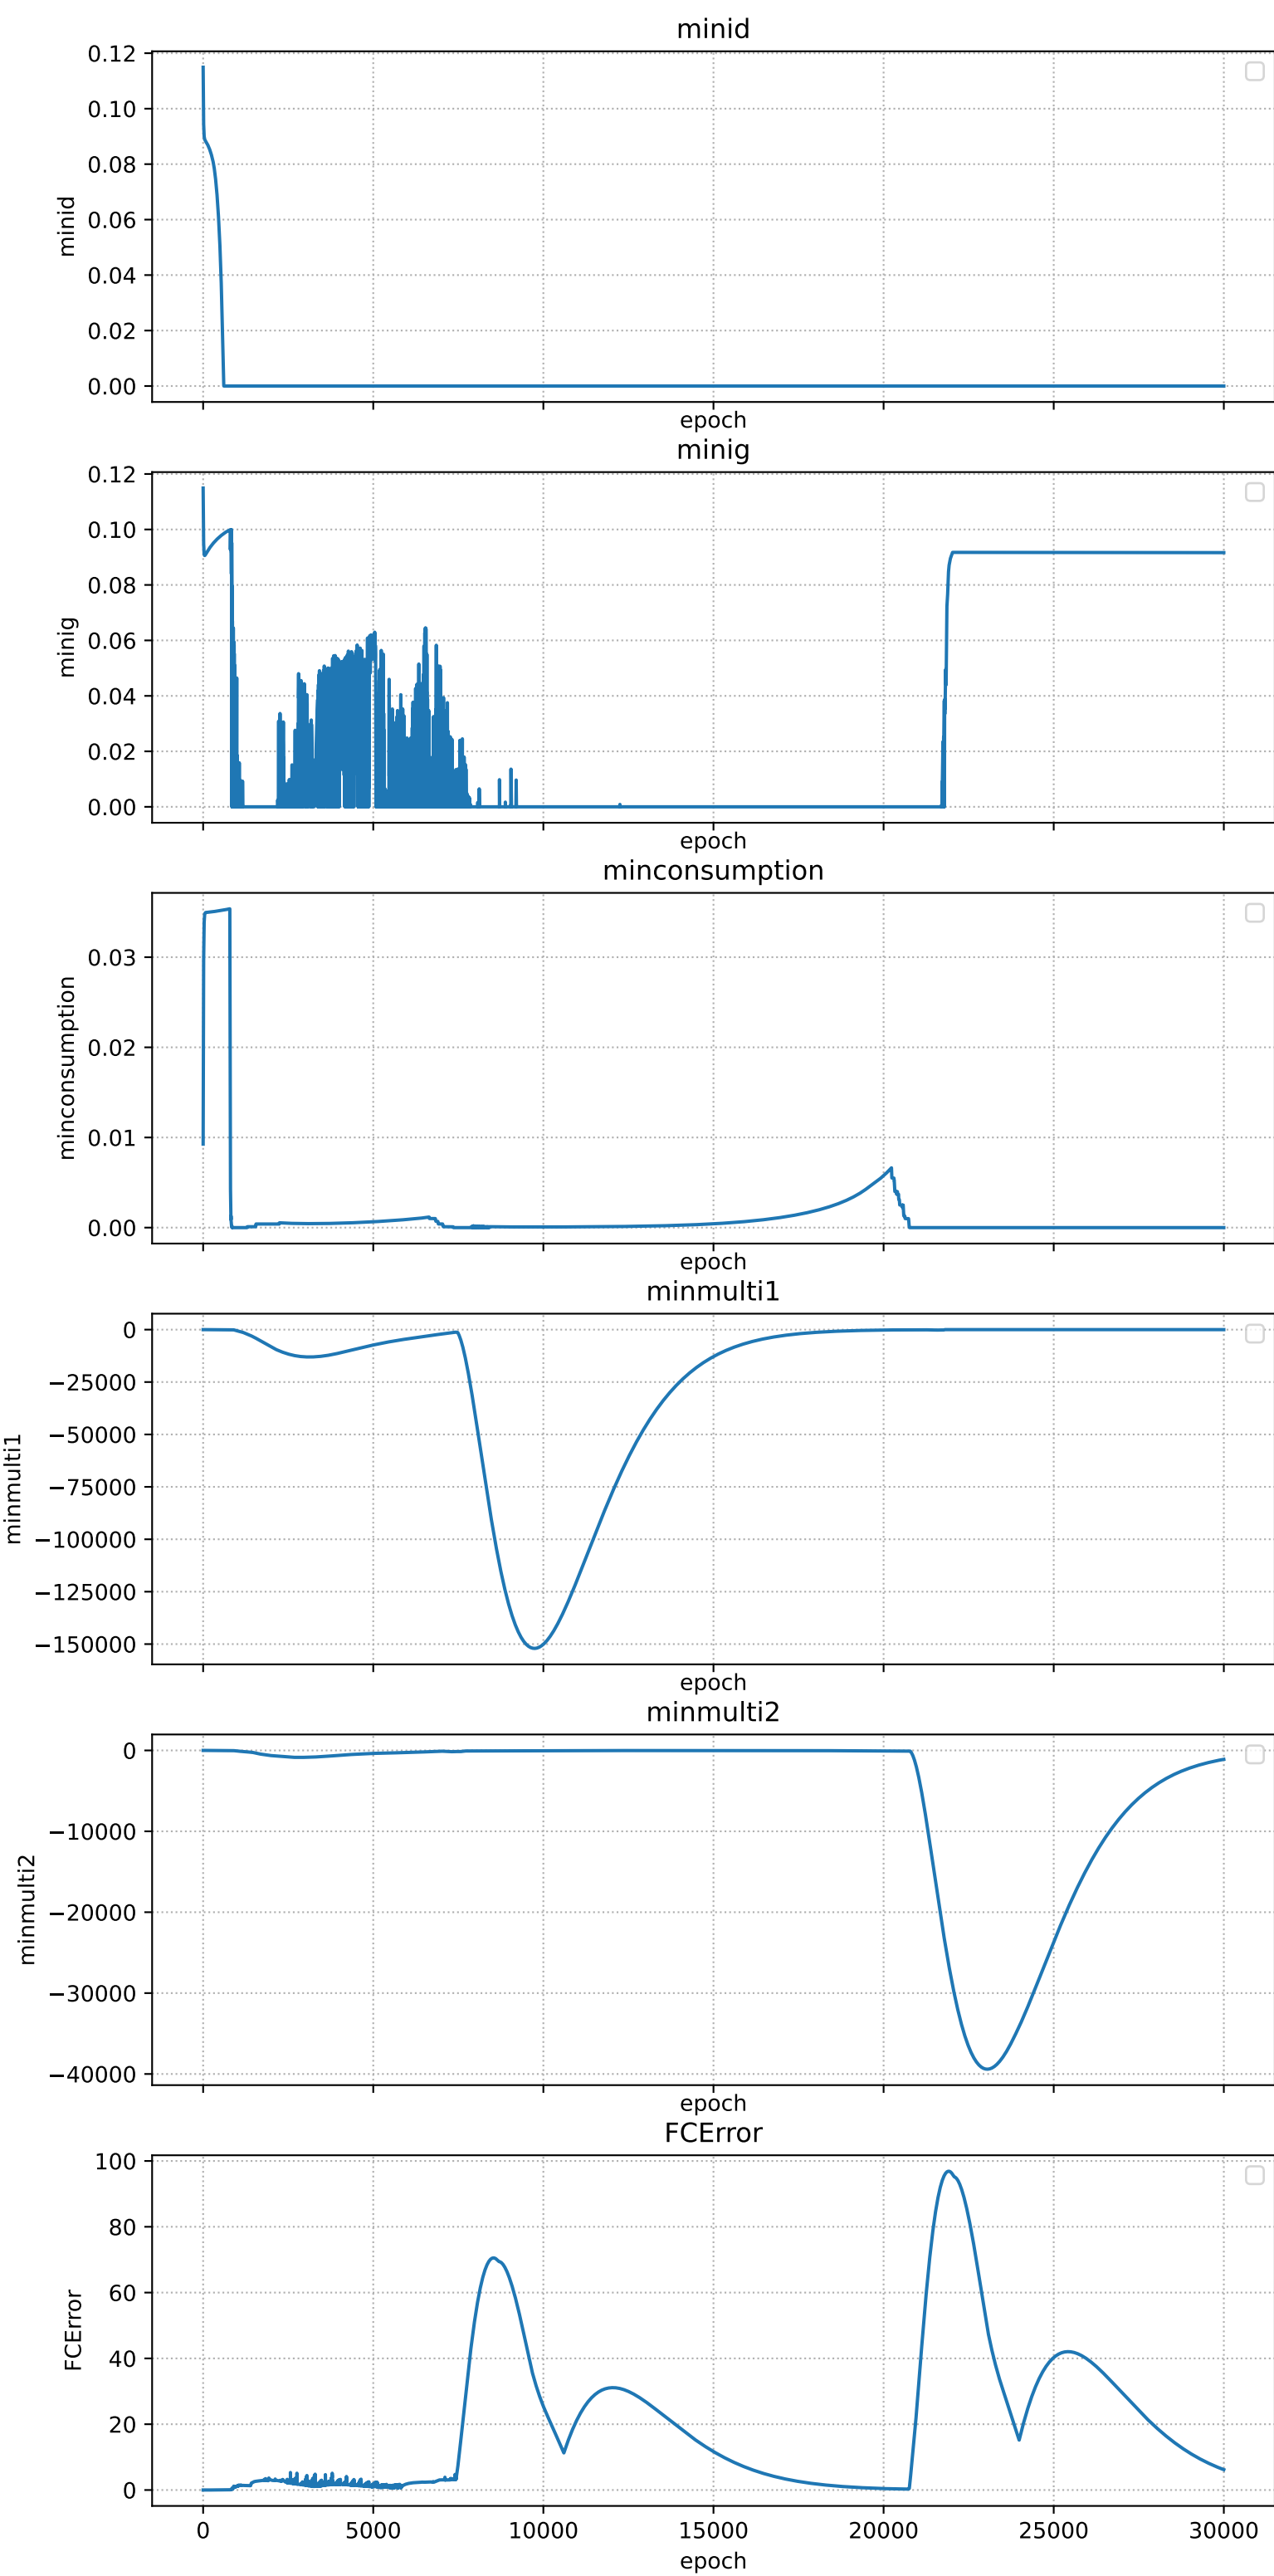 minid
0.12
0.10
0.08
0.06
0.04
0.02
0.00
minid
epoch
minig
0.12
0.10
0.08
0.06
0.04
0.02
0.00
minig
epoch
minconsumption
0.03
0.02
0.01
0.00
minconsumption
epoch
minmulti1
0
−25000
−50000
−75000
−100000
−125000
−150000
minmulti1
epoch
minmulti2
0
−10000
−20000
−30000
−40000
minmulti2
epoch
FCError
100
80
60
40
20
0
FCError
0 5000 10000 15000 20000 25000 30000
epoch